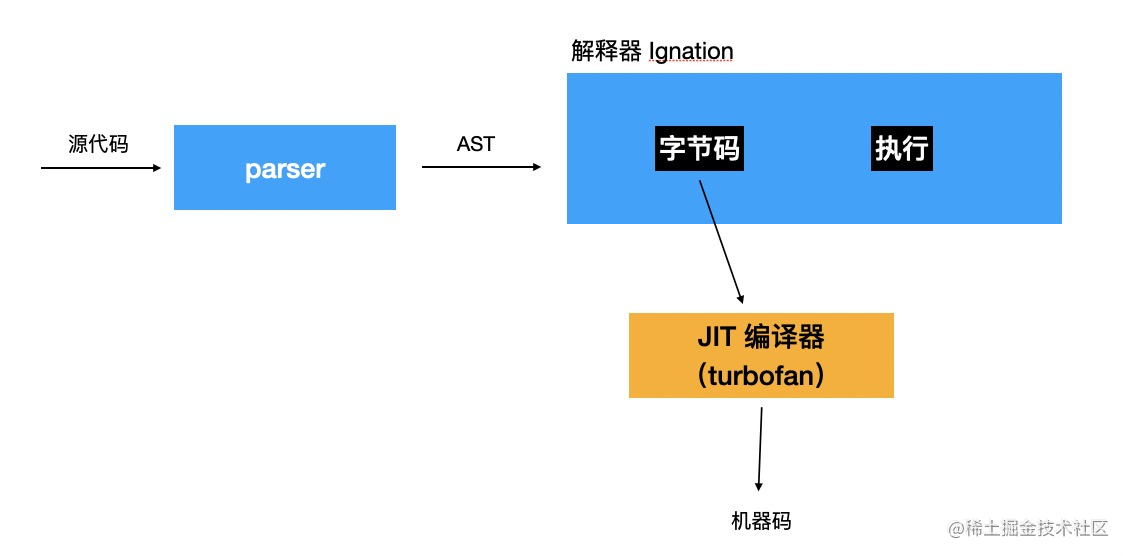 解释器 Ignation
源代码
parser
AST
字节码
执行
JIT 编译器
（turbofan）
机器码
@稀土掘金技术社区